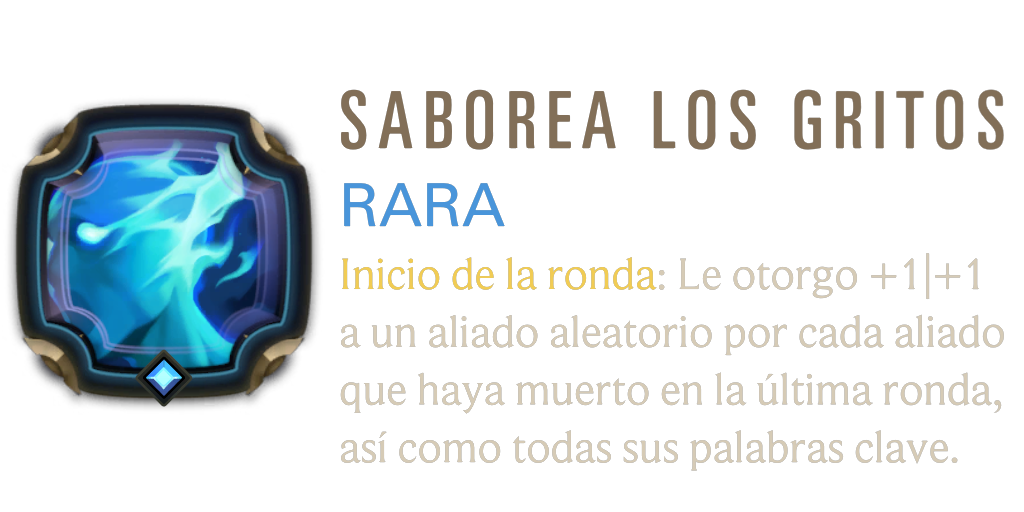 SABOREA LOS GRITOS
RARA
Inicio de la ronda: Le otorgo +1|+1
a un aliado aleatorio por cada aliado
que haya muerto en la última ronda,
así como todas sus palabras clave.